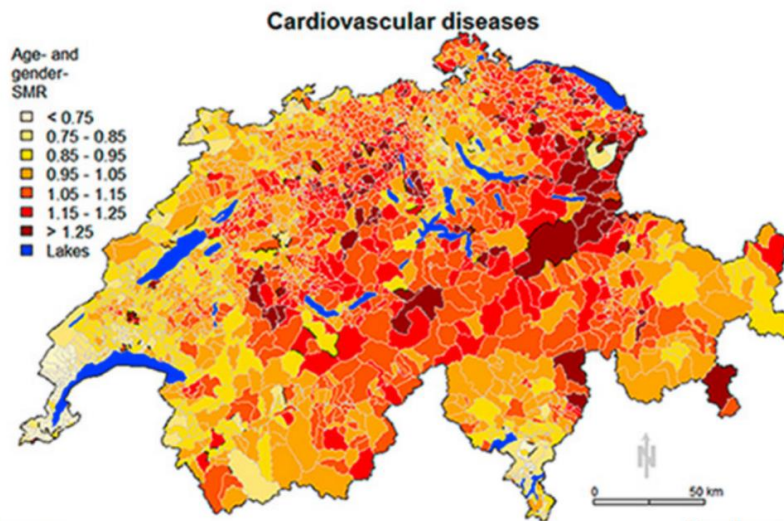 Cardiovascular diseases
Age- and
gender-
SMR
< 0.75
0.75 - 0.85
0.85 - 0.95
0.95 - 1.05
1.05 - 1.15
1.15 - 1.25
> 1.25
Lakes
N
0 50 km